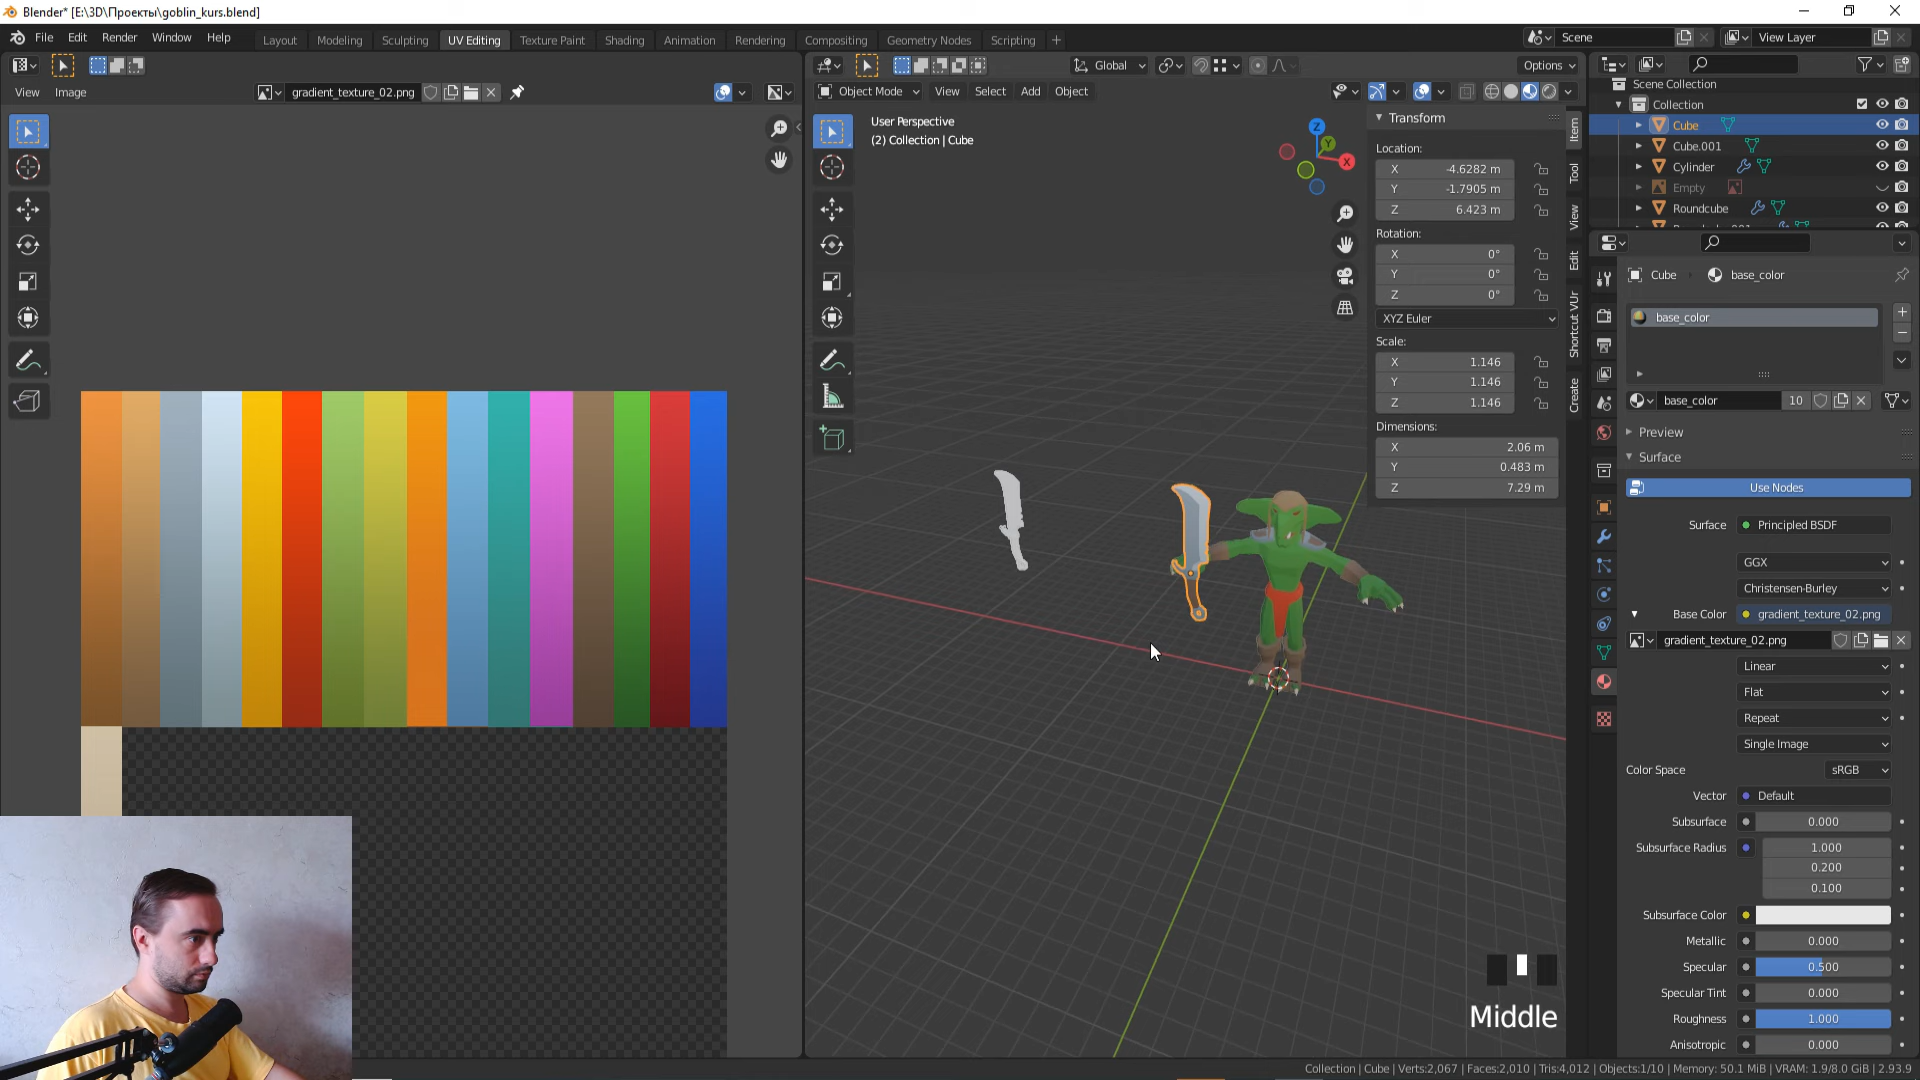 Blender* [E:\3D\Проекты\goblin_kurs.blend]
File Edit Render Window Help
Layout Modeling Sculpting UV Editing Texture Paint Shading Animation Rendering Compositing Geometry Nodes Scripting +
Scene
View Layer
View Image
gradient_texture_02.png
Global
Options
Object Mode View Select Add Object
User Perspective
(2) Collection | Cube
Z
Y
X
Transform
Location:
X -4.6282 m
Y -1.7905 m
Z 6.423 m
Rotation:
X 0°
Y 0°
Z 0°
XYZ Euler
Scale:
X 1.146
Y 1.146
Z 1.146
Dimensions:
X 2.06 m
Y 0.483 m
Z 7.29 m
Item
Tool
View
Edit
Shortcut VUr
Create
Middle
Scene Collection
Collection
Cube
Cube.001
Cylinder
Empty
Roundcube
Cube base_color
base_color
base_color 10
Preview
Surface
Use Nodes
Surface Principled BSDF
GGX
Christensen-Burley
Base Color gradient_texture_02.png
gradient_texture_02.png
Linear
Flat
Repeat
Single Image
Color Space sRGB
Vector Default
Subsurface 0.000
Subsurface Radius 1.000
0.200
0.100
Subsurface Color
Metallic 0.000
Specular 0.500
Specular Tint 0.000
Roughness 1.000
Anisotropic 0.000
Collection | Cube | Verts:2,067 | Faces:2,010 | Tris:4,012 | Objects:1/10 | Memory: 50.1 MiB | VRAM: 1.9/8.0 GiB | 2.93.9